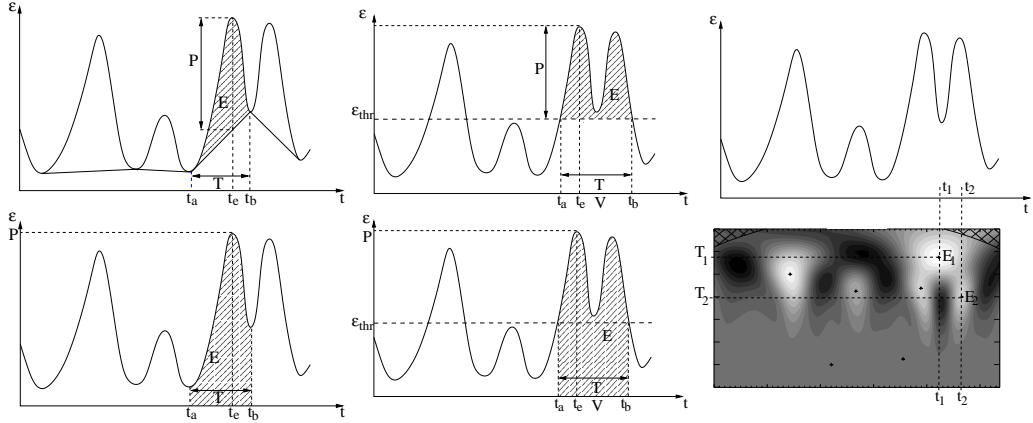 ε
P
E
T
t_a t_e t_b t
ε
P
E
ε_thr
T
t_a t_e V t_b t
ε
t_1 t_2
t
ε
P
E
T
t_a t_e t_b t
P
ε_thr
E
T
t_a t_e V t_b t
T_1 E_1
T_2 E_2
t_1 t_2